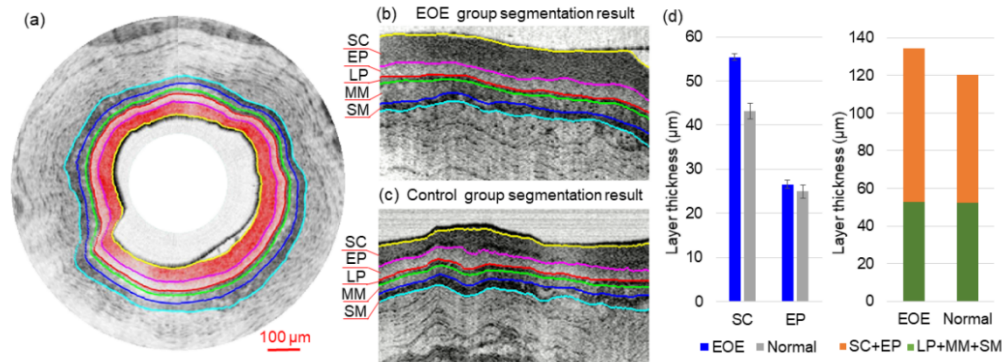 (a)
100 µm
(b) EOE group segmentation result
SC
EP
LP
MM
SM
(c) Control group segmentation result
SC
EP
LP
MM
SM
(d)
Layer thickness (µm)
60
50
40
30
20
10
0
SC EP
EOE Normal
Layer thickness (µm)
140
120
100
80
60
40
20
0
EOE Normal
SC+EP LP+MM+SM